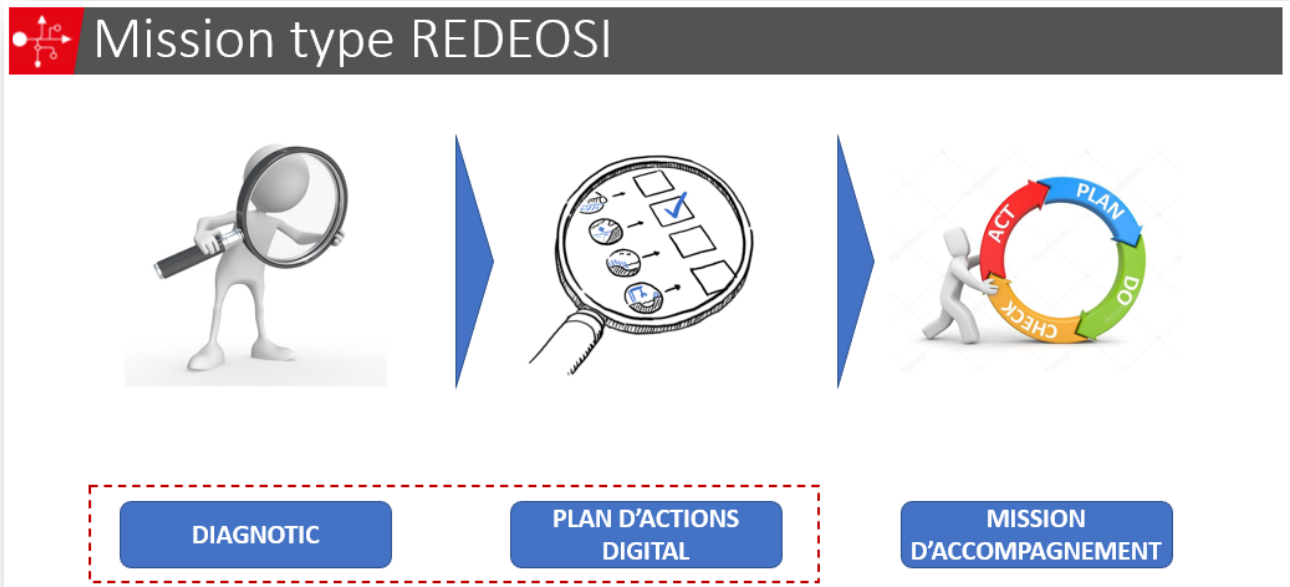 Mission type REDEOSI
PLAN
DO
CHECK
ACT
DIAGNOTIC
PLAN D'ACTIONS
DIGITAL
MISSION
D'ACCOMPAGNEMENT